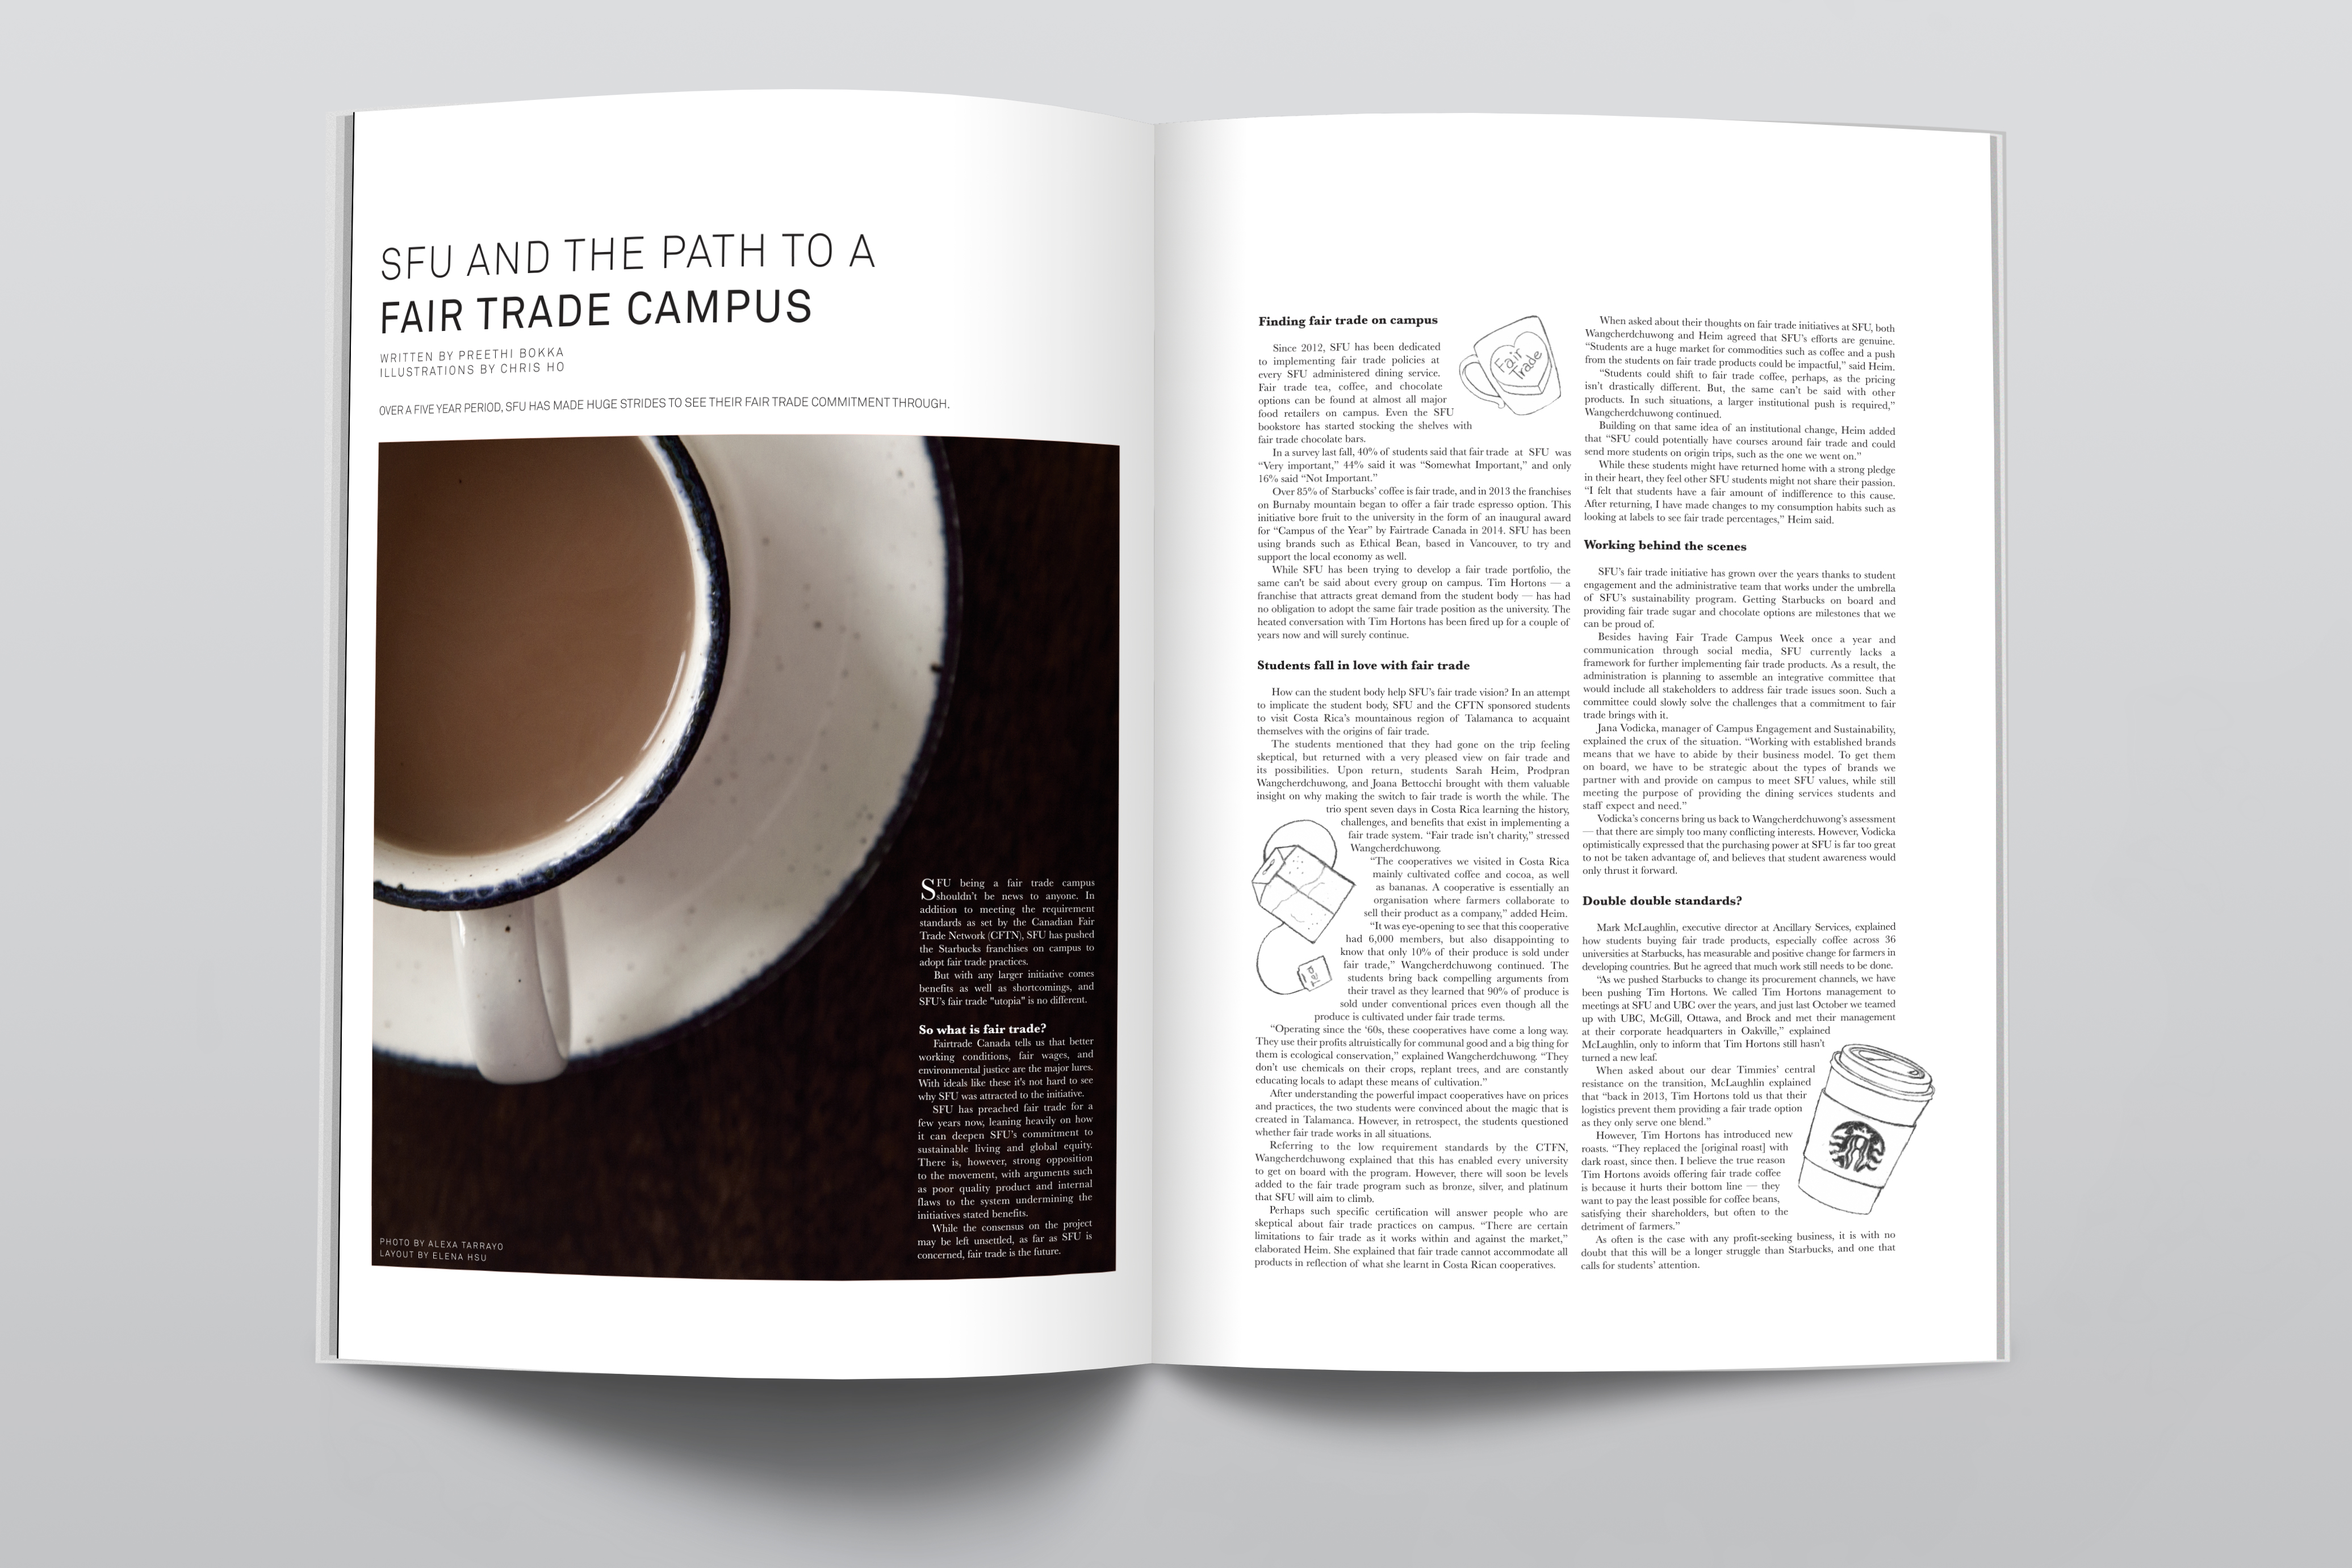 SFU AND THE PATH TO A
FAIR TRADE CAMPUS
WRITTEN BY PREETHI BOKKA
ILLUSTRATIONS BY CHRIS HO
OVER A FIVE YEAR PERIOD, SFU HAS MADE HUGE STRIDES TO SEE THEIR FAIR TRADE COMMITMENT THROUGH.
SFU being a fair trade campus
shouldn't be news to anyone. In
addition to meeting the requirement
standards as set by the Canadian Fair
Trade Network (CFTN), SFU has pushed
the Starbucks franchises on campus to
adopt fair trade practices.
But with any larger initiative comes
benefits as well as shortcomings, and
SFU's fair trade "utopia" is no different.
So what is fair trade?
Fairtrade Canada tells us that better
working conditions, fair wages, and
environmental justice are the major lures.
With ideals like these it's not hard to see
why SFU was attracted to the initiative.
SFU has preached fair trade for a
few years now, leaning heavily on how
it can deepen SFU's commitment to
sustainable living and global equity.
There is, however, strong opposition
to the movement, with arguments such
as poor quality product and internal
flaws to the system undermining the
initiatives stated benefits.
While the consensus on the project
may be left unsettled, as far as SFU is
concerned, fair trade is the future.
PHOTO BY ALEXA TARRAYO
LAYOUT BY ELENA HSU
Finding fair trade on campus
Since 2012, SFU has been dedicated
to implementing fair trade policies at
every SFU administered dining service.
Fair trade tea, coffee, and chocolate
options can be found at almost all major
food retailers on campus. Even the SFU
bookstore has started stocking the shelves with
fair trade chocolate bars.
Fair
Trade
In a survey last fall, 40% of students said that fair trade at SFU was
“Very important,” 44% said it was “Somewhat Important,” and only
16% said “Not Important.”
Over 85% of Starbucks' coffee is fair trade, and in 2013 the franchises
on Burnaby mountain began to offer a fair trade espresso option. This
initiative bore fruit to the university in the form of an inaugural award
for “Campus of the Year” by Fairtrade Canada in 2014. SFU has been
using brands such as Ethical Bean, based in Vancouver, to try and
support the local economy as well.
While SFU has been trying to develop a fair trade portfolio, the
same can't be said about every group on campus. Tim Hortons — a
franchise that attracts great demand from the student body — has had
no obligation to adopt the same fair trade position as the university. The
heated conversation with Tim Hortons has been fired up for a couple of
years now and will surely continue.
Students fall in love with fair trade
How can the student body help SFU's fair trade vision? In an attempt
to implicate the student body, SFU and the CFTN sponsored students
to visit Costa Rica's mountainous region of Talamanca to acquaint
themselves with the origins of fair trade.
The students mentioned that they had gone on the trip feeling
skeptical, but returned with a very pleased view on fair trade and
its possibilities. Upon return, students Sarah Heim, Prodpran
Wangcherdchuwong, and Joana Bettocchi brought with them valuable
insight on why making the switch to fair trade is worth the while. The
trio spent seven days in Costa Rica learning the history,
challenges, and benefits that exist in implementing a
fair trade system. “Fair trade isn't charity,” stressed
Wangcherdchuwong.
“The cooperatives we visited in Costa Rica
mainly cultivated coffee and cocoa, as well
as bananas. A cooperative is essentially an
organisation where farmers collaborate to
sell their product as a company,” added Heim.
“It was eye-opening to see that this cooperative
had 6,000 members, but also disappointing to
know that only 10% of their produce is sold under
fair trade,” Wangcherdchuwong continued. The
students bring back compelling arguments from
their travel as they learned that 90% of produce is
sold under conventional prices even though all the
produce is cultivated under fair trade terms.
Tea
“Operating since the ‘60s, these cooperatives have come a long way.
They use their profits altruistically for communal good and a big thing for
them is ecological conservation,” explained Wangcherdchuwong. “They
don't use chemicals on their crops, replant trees, and are constantly
educating locals to adapt these means of cultivation.”
After understanding the powerful impact cooperatives have on prices
and practices, the two students were convinced about the magic that is
created in Talamanca. However, in retrospect, the students questioned
whether fair trade works in all situations.
Referring to the low requirement standards by the CTFN,
Wangcherdchuwong explained that this has enabled every university
to get on board with the program. However, there will soon be levels
added to the fair trade program such as bronze, silver, and platinum
that SFU will aim to climb.
Perhaps such specific certification will answer people who are
skeptical about fair trade practices on campus. “There are certain
limitations to fair trade as it works within and against the market,”
elaborated Heim. She explained that fair trade cannot accommodate all
products in reflection of what she learnt in Costa Rican cooperatives.
When asked about their thoughts on fair trade initiatives at SFU, both
Wangcherdchuwong and Heim agreed that SFU's efforts are genuine.
“Students are a huge market for commodities such as coffee and a push
from the students on fair trade products could be impactful,” said Heim.
“Students could shift to fair trade coffee, perhaps, as the pricing
isn't drastically different. But, the same can't be said with other
products. In such situations, a larger institutional push is required,”
Wangcherdchuwong continued.
Building on that same idea of an institutional change, Heim added
that “SFU could potentially have courses around fair trade and could
send more students on origin trips, such as the one we went on.”
While these students might have returned home with a strong pledge
in their heart, they feel other SFU students might not share their passion.
“I felt that students have a fair amount of indifference to this cause.
After returning, I have made changes to my consumption habits such as
looking at labels to see fair trade percentages,” Heim said.
Working behind the scenes
SFU's fair trade initiative has grown over the years thanks to student
engagement and the administrative team that works under the umbrella
of SFU's sustainability program. Getting Starbucks on board and
providing fair trade sugar and chocolate options are milestones that we
can be proud of.
Besides having Fair Trade Campus Week once a year and
communication through social media, SFU currently lacks a
framework for further implementing fair trade products. As a result, the
administration is planning to assemble an integrative committee that
would include all stakeholders to address fair trade issues soon. Such a
committee could slowly solve the challenges that a commitment to fair
trade brings with it.
Jana Vodicka, manager of Campus Engagement and Sustainability,
explained the crux of the situation. “Working with established brands
means that we have to abide by their business model. To get them
on board, we have to be strategic about the types of brands we
partner with and provide on campus to meet SFU values, while still
meeting the purpose of providing the dining services students and
staff expect and need.”
Vodicka's concerns bring us back to Wangcherdchuwong's assessment
— that there are simply too many conflicting interests. However, Vodicka
optimistically expressed that the purchasing power at SFU is far too great
to not be taken advantage of, and believes that student awareness would
only thrust it forward.
Double double standards?
Mark McLaughlin, executive director at Ancillary Services, explained
how students buying fair trade products, especially coffee across 36
universities at Starbucks, has measurable and positive change for farmers in
developing countries. But he agreed that much work still needs to be done.
“As we pushed Starbucks to change its procurement channels, we have
been pushing Tim Hortons. We called Tim Hortons management to
meetings at SFU and UBC over the years, and just last October we teamed
up with UBC, McGill, Ottawa, and Brock and met their management
at their corporate headquarters in Oakville,” explained
McLaughlin, only to inform that Tim Hortons still hasn't
turned a new leaf.
When asked about our dear Timmies' central
resistance on the transition, McLaughlin explained
that “back in 2013, Tim Hortons told us that their
logistics prevent them providing a fair trade option
as they only serve one blend.”
However, Tim Hortons has introduced new
roasts. “They replaced the [original roast] with
dark roast, since then. I believe the true reason
Tim Hortons avoids offering fair trade coffee
is because it hurts their bottom line — they
want to pay the least possible for coffee beans,
satisfying their shareholders, but often to the
detriment of farmers.”
As often is the case with any profit-seeking business, it is with no
doubt that this will be a longer struggle than Starbucks, and one that
calls for students' attention.